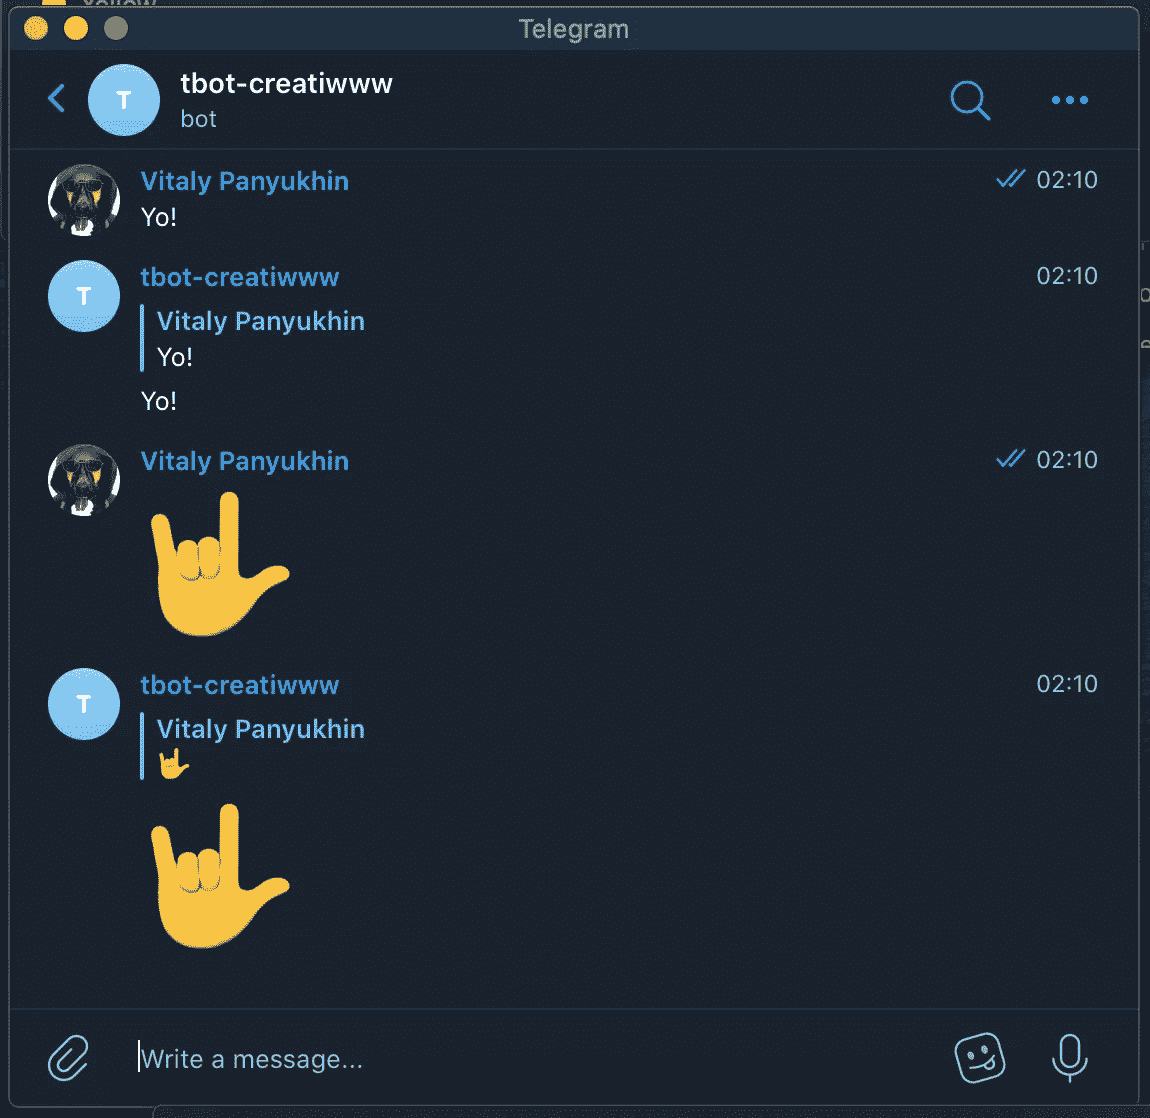 Yellow
Telegram
T
tbot-creatiwww
bot
Vitaly Panyukhin
02:10
Yo!
T
tbot-creatiwww
02:10
Vitaly Panyukhin
Yo!
Yo!
Vitaly Panyukhin
02:10
🤟
T
tbot-creatiwww
02:10
Vitaly Panyukhin
🤟
🤟
Write a message...